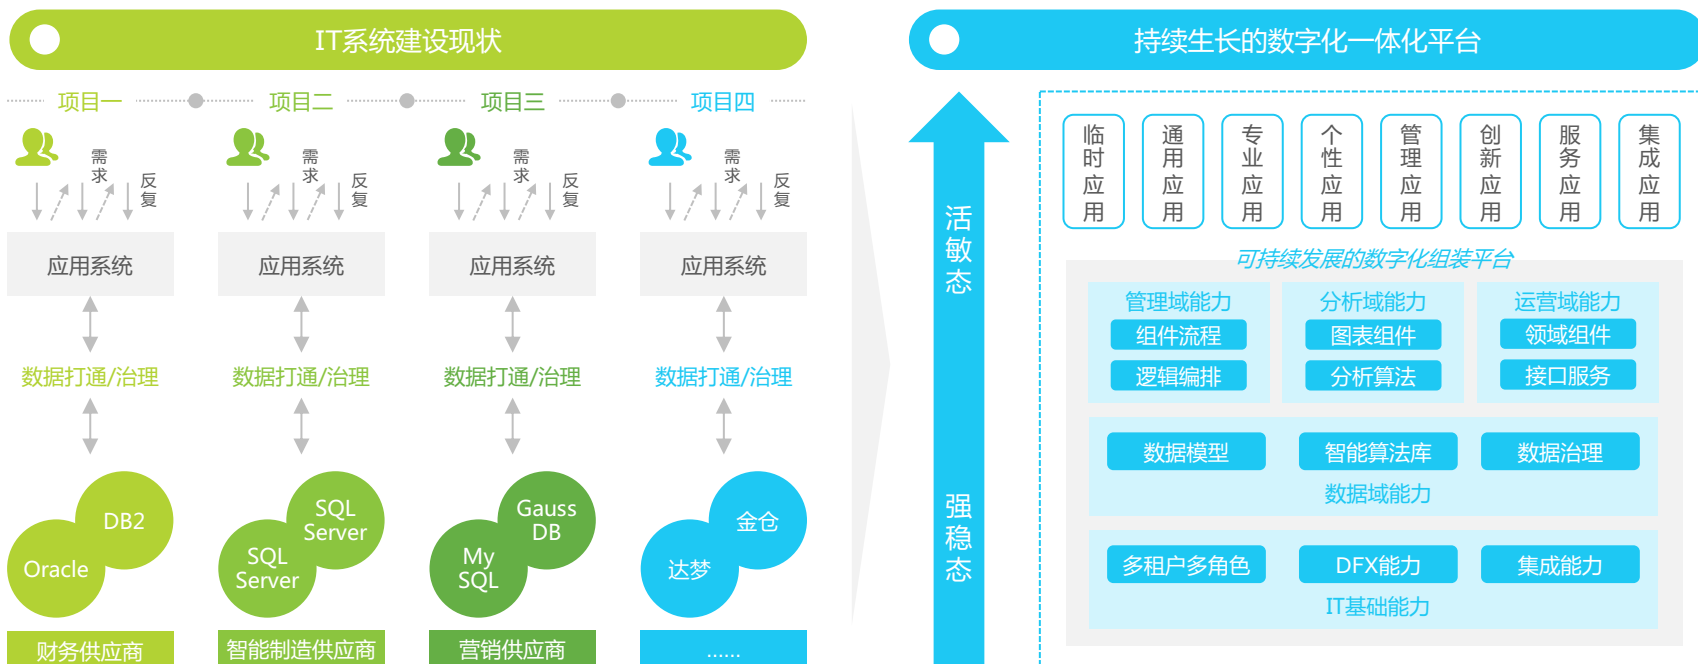 IT系统建设现状
项目一
项目二
项目三
项目四
需求
反复
需求
反复
需求
反复
需求
反复
应用系统
应用系统
应用系统
应用系统
数据打通/治理
数据打通/治理
数据打通/治理
数据打通/治理
DB2
Oracle
SQL
Server
SQL
Server
Gauss
DB
My
SQL
金仓
达梦
财务供应商
智能制造供应商
营销供应商
......
持续生长的数字化一体化平台
活敏态
强稳态
临时应用
通用应用
专业应用
个性应用
管理应用
创新应用
服务应用
集成应用
可持续发展的数字化组装平台
管理域能力
组件流程
逻辑编排
分析域能力
图表组件
分析算法
运营域能力
领域组件
接口服务
数据模型
智能算法库
数据治理
数据域能力
多租户多角色
DFX能力
集成能力
IT基础能力